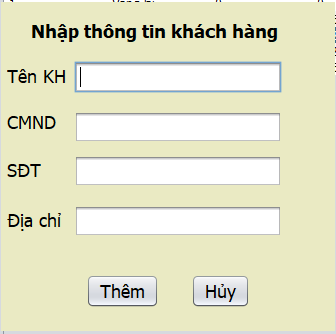 Nhập thông tin khách hàng
Tên KH
CMND
SĐT
Địa chỉ
Thêm Hủy